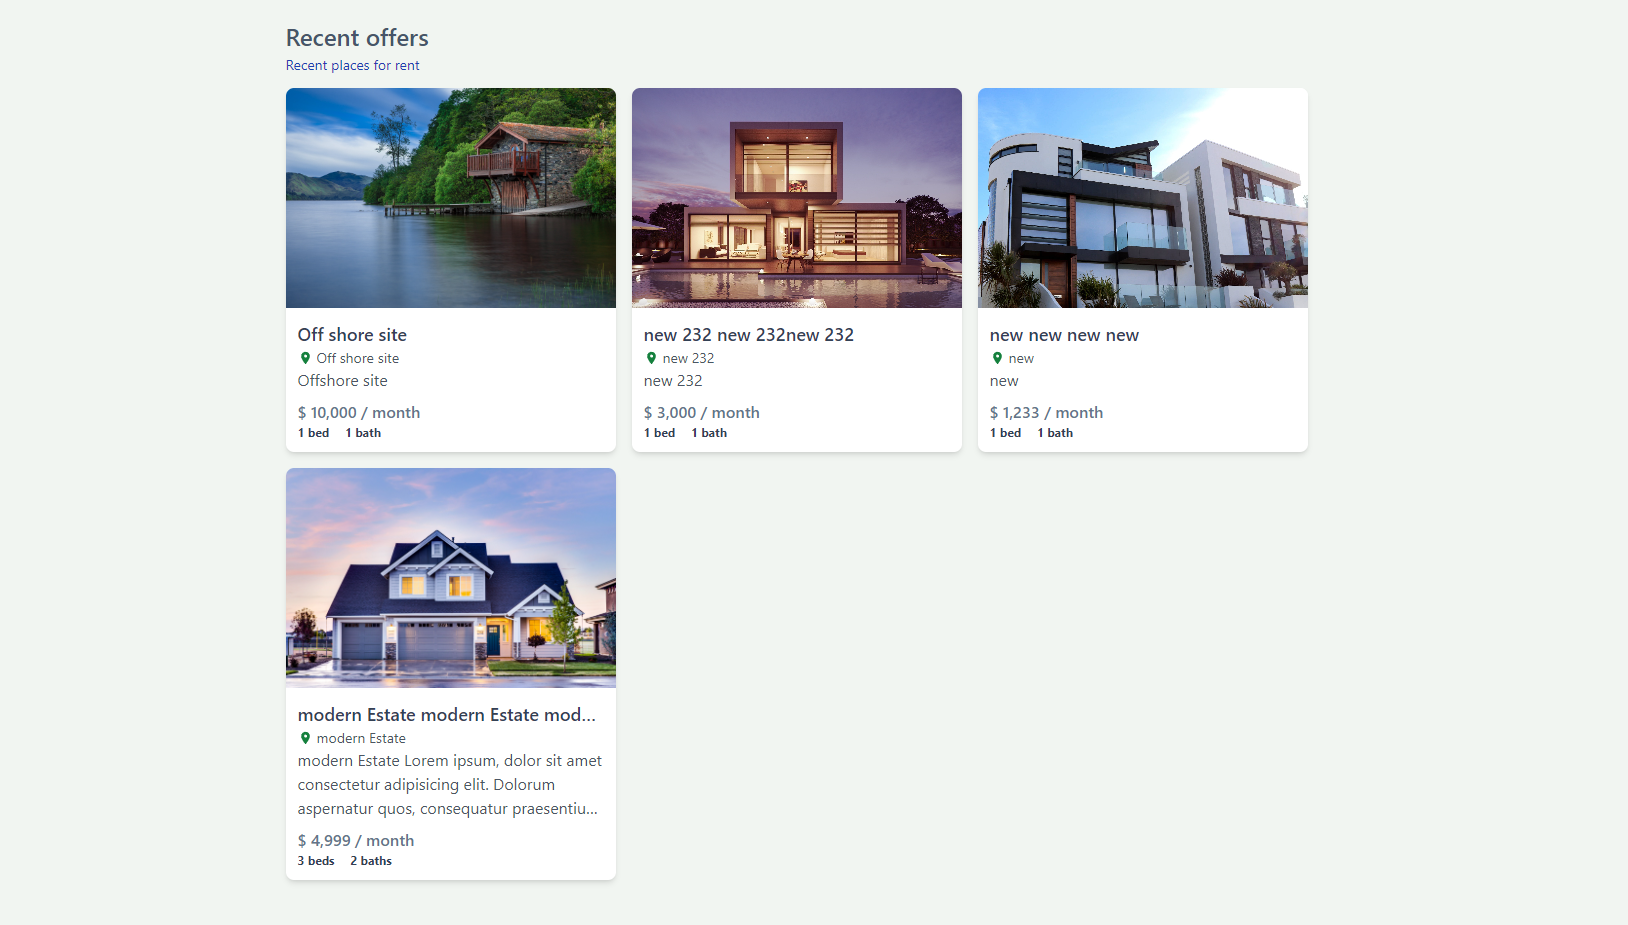 Recent offers
Recent places for rent
Off shore site
Off shore site
Offshore site
$ 10,000 / month
1 bed 1 bath
new 232 new 232new 232
new 232
new 232
$ 3,000 / month
1 bed 1 bath
new new new new
new
new
$ 1,233 / month
1 bed 1 bath
modern Estate modern Estate mod...
modern Estate
modern Estate Lorem ipsum, dolor sit amet
consectetur adipisicing elit. Dolorum
aspernatur quos, consequatur praesentiu...
$ 4,999 / month
3 beds 2 baths